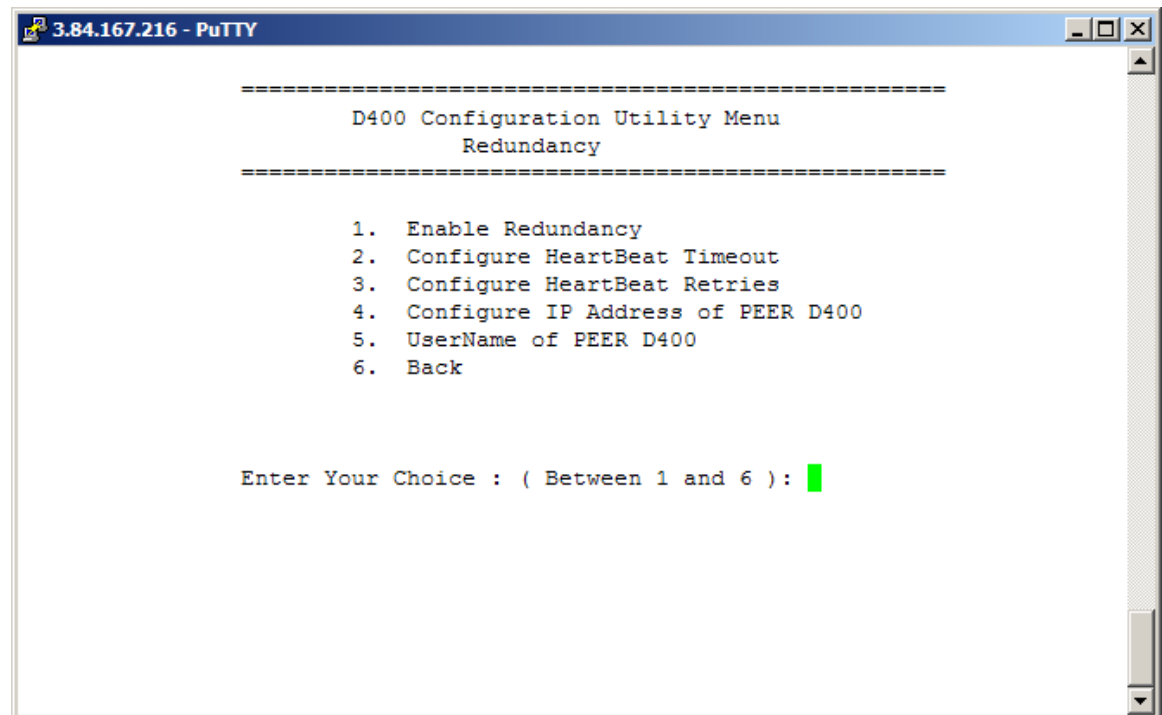 3.84.167.216 - PuTTY
===================================================
D400 Configuration Utility Menu
Redundancy
===================================================
1. Enable Redundancy
2. Configure HeartBeat Timeout
3. Configure HeartBeat Retries
4. Configure IP Address of PEER D400
5. UserName of PEER D400
6. Back
Enter Your Choice : ( Between 1 and 6 ):